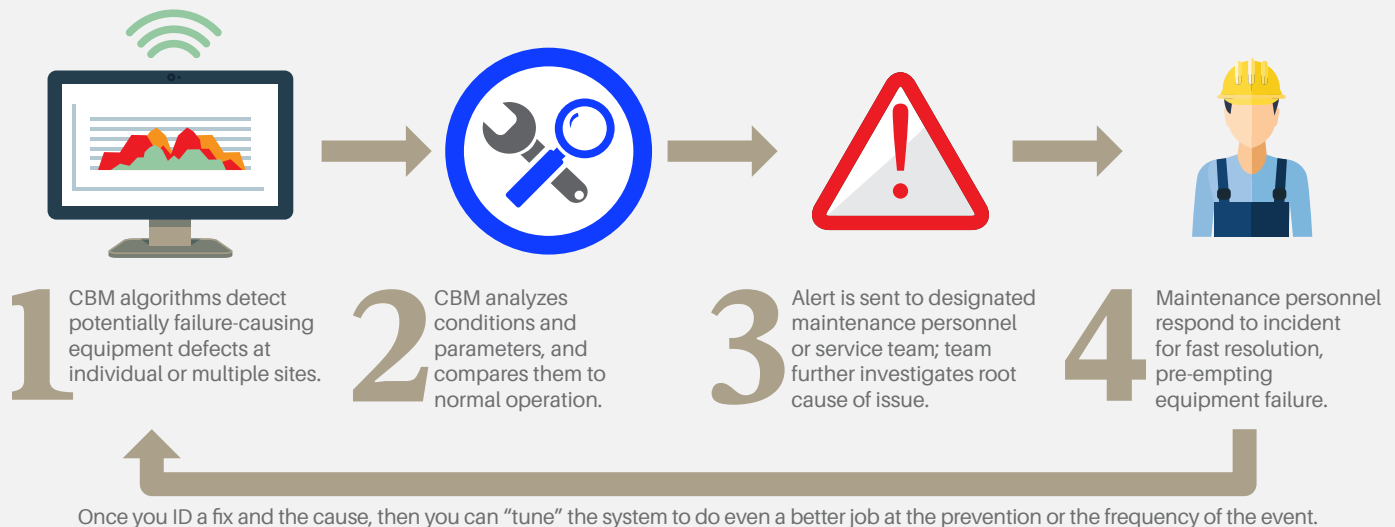 1
CBM algorithms detect
potentially failure-causing
equipment defects at
individual or multiple sites.
2
CBM analyzes
conditions and
parameters, and
compares them to
normal operation.
3
Alert is sent to designated
maintenance personnel
or service team; team
further investigates root
cause of issue.
4
Maintenance personnel
respond to incident
for fast resolution,
pre-empting
equipment failure.
Once you ID a fix and the cause, then you can “tune” the system to do even a better job at the prevention or the frequency of the event.